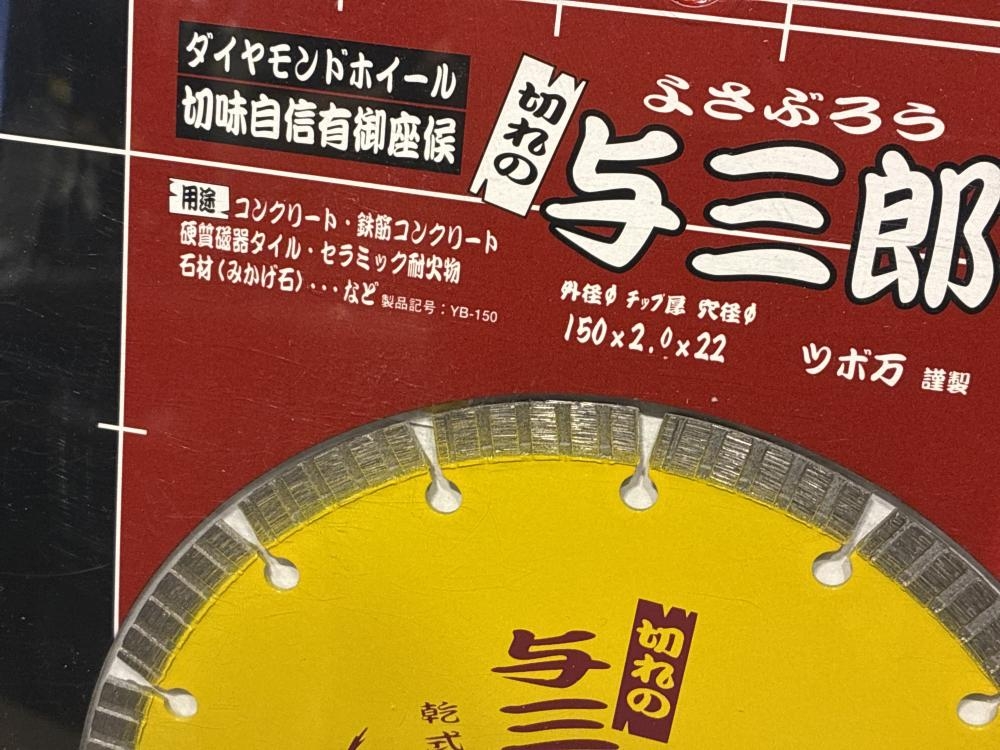 ダイヤモンドホイール
切味自信有御座候
切れの
よさぶろう
与三郎
用途 コンクリート・鉄筋コンクリート
硬質磁器タイル・セラミック耐火物
石材(みかげ石)・・・など 製品記号：YB-150
外径φ チップ厚 穴径φ
150×2.0×22
ツボ万 謹製
切れの
与三
乾式